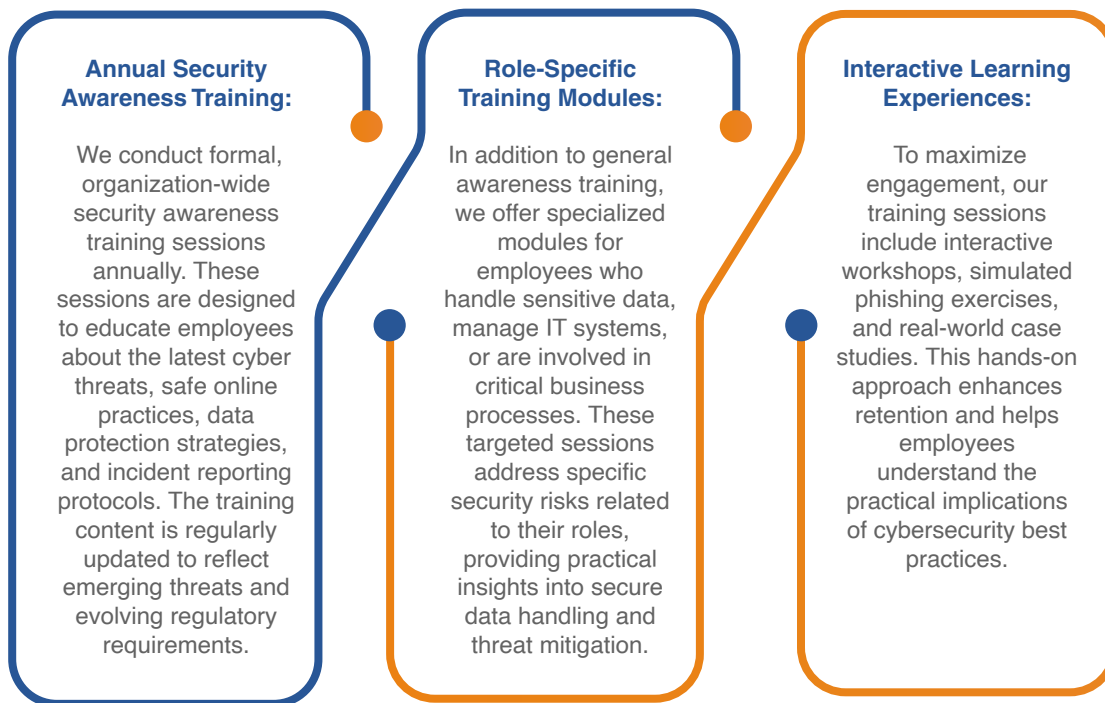 Annual Security
Awareness Training:
We conduct formal,
organization-wide
security awareness
training sessions
annually. These
sessions are designed
to educate employees
about the latest cyber
threats, safe online
practices, data
protection strategies,
and incident reporting
protocols. The training
content is regularly
updated to reflect
emerging threats and
evolving regulatory
requirements.
Role-Specific
Training Modules:
In addition to general
awareness training,
we offer specialized
modules for
employees who
handle sensitive data,
manage IT systems,
or are involved in
critical business
processes. These
targeted sessions
address specific
security risks related
to their roles,
providing practical
insights into secure
data handling and
threat mitigation.
Interactive Learning
Experiences:
To maximize
engagement, our
training sessions
include interactive
workshops, simulated
phishing exercises,
and real-world case
studies. This hands-on
approach enhances
retention and helps
employees
understand the
practical implications
of cybersecurity best
practices.